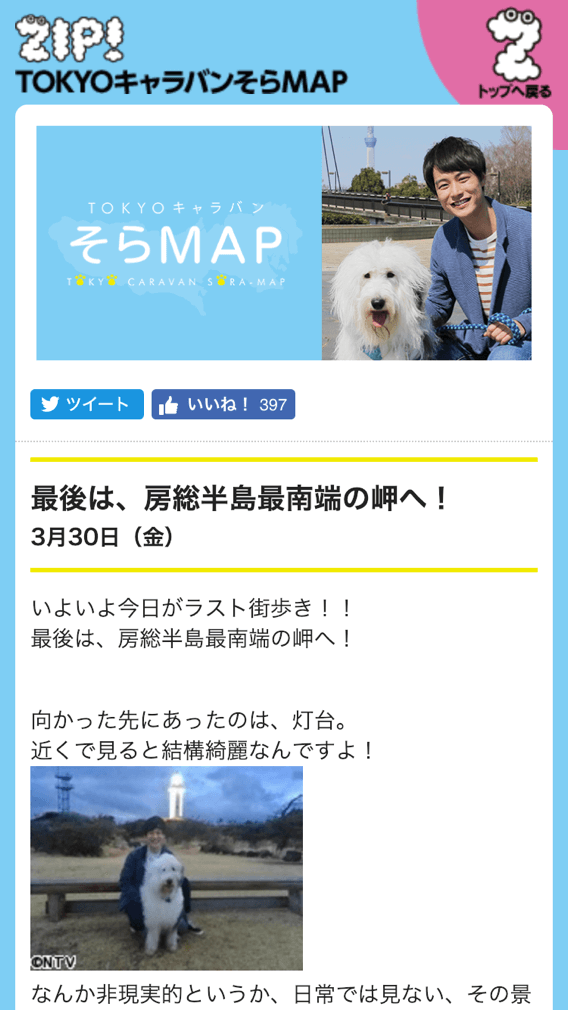 ZIP!
TOKYOキャラバンそらMAP
Z
トップへ戻る
TOKYOキャラバン
そらMAP
TOKYO CARAVAN SORA×MAP
ツイート
いいね！ 397
最後は、房総半島最南端の岬へ！
3月30日（金）
いよいよ今日がラスト街歩き！！
最後は、房総半島最南端の岬へ！
向かった先にあったのは、灯台。
近くで見ると結構綺麗なんですよ！
©NTV
なんか非現実的というか、日常では見ない、その景